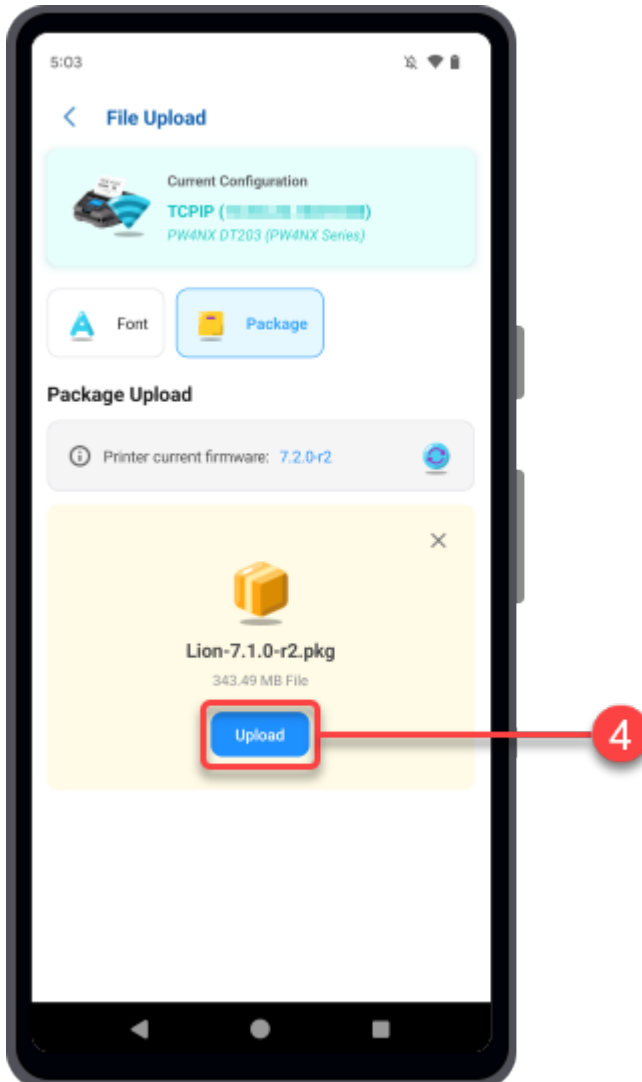 5:03
File Upload
Current Configuration
TCPIP ( )
PW4NX DT203 (PW4NX Series)
Font
Package
Package Upload
Printer current firmware: 7.2.0-r2
Lion-7.1.0-r2.pkg
343.49 MB File
Upload
4